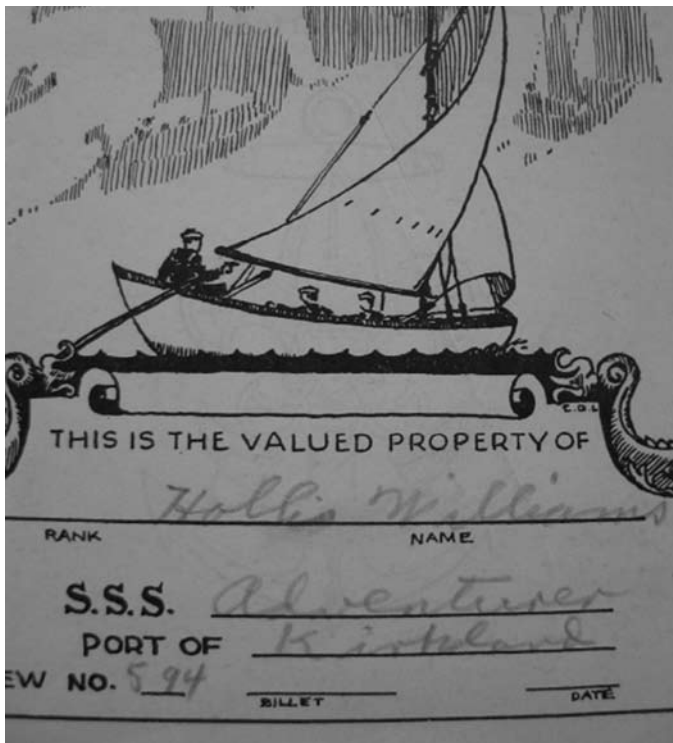 C.D.L
THIS IS THE VALUED PROPERTY OF
Hollis Williams
RANK NAME
S.S.S. Adventurer
PORT OF Kirkland
EW NO. 594
BILLET DATE